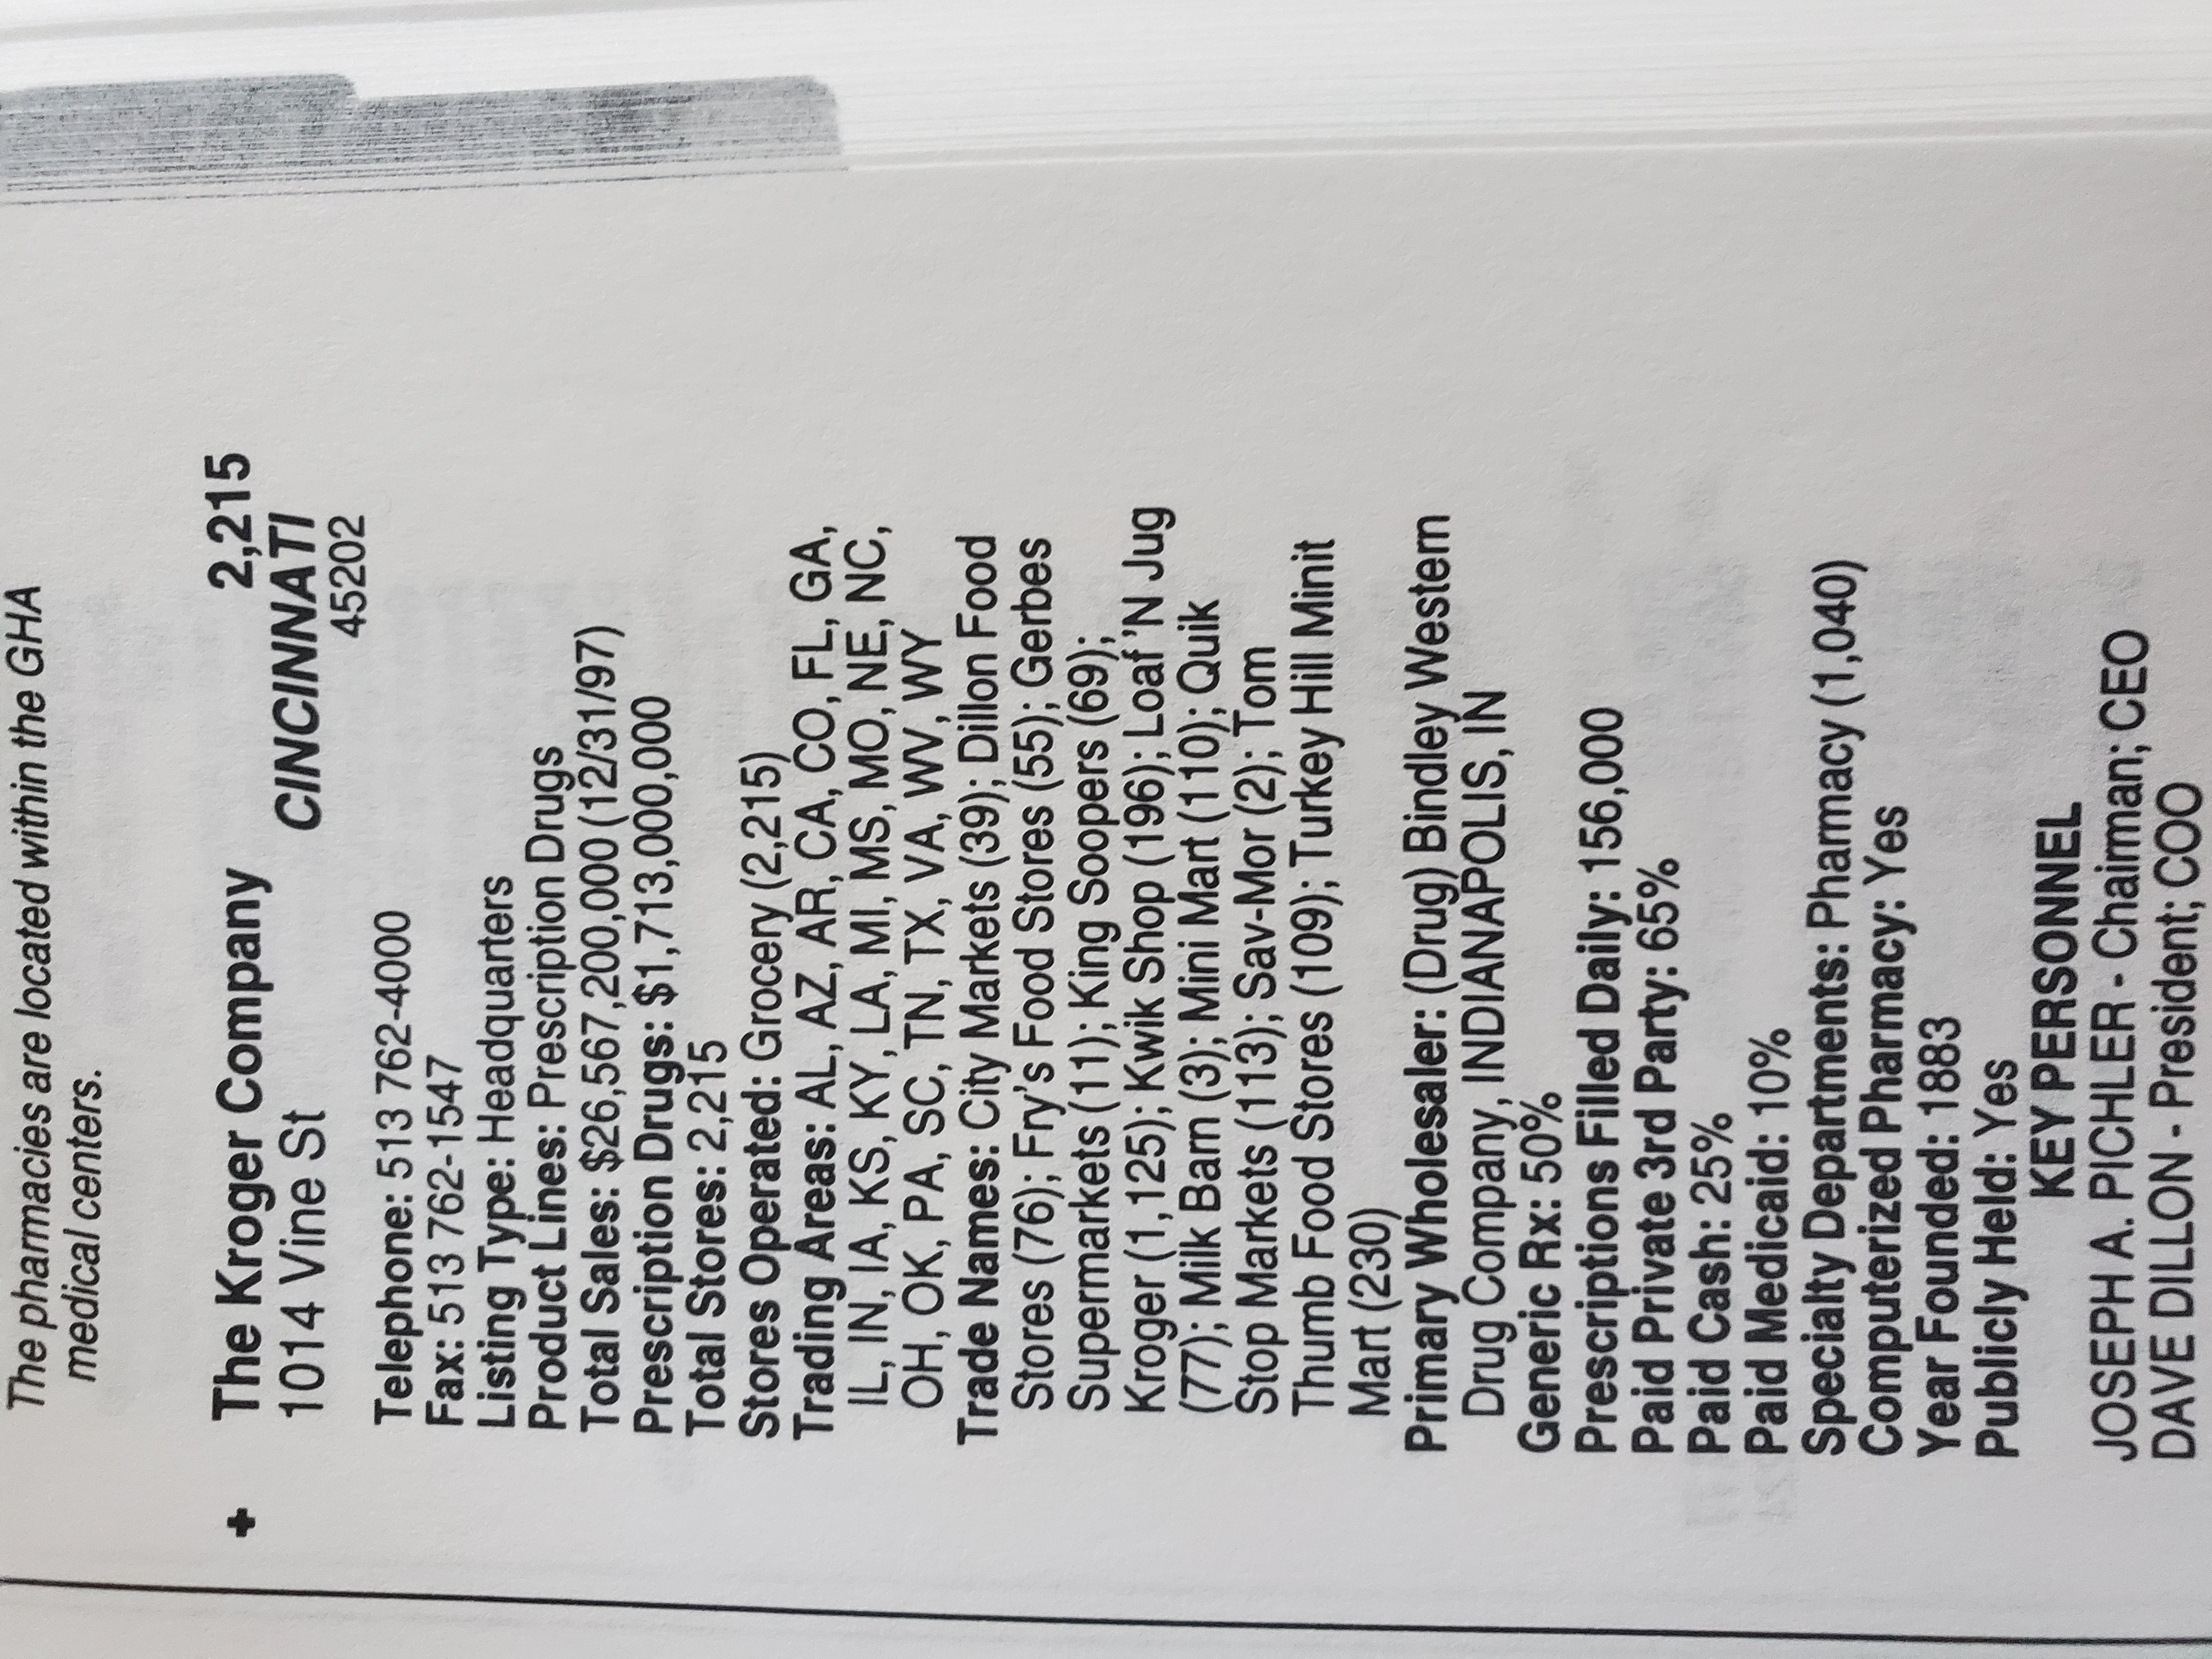 The pharmacies are located within the GHA
medical centers.
+ The Kroger Company 2,215
1014 Vine St CINCINNATI
45202
Telephone: 513 762-4000
Fax: 513 762-1547
Listing Type: Headquarters
Product Lines: Prescription Drugs
Total Sales: $26,567,200,000 (12/31/97)
Prescription Drugs: $1,713,000,000
Total Stores: 2,215
Stores Operated: Grocery (2,215)
Trading Areas: AL, AZ, AR, CA, CO, FL, GA,
IL, IN, IA, KS, KY, LA, MI, MS, MO, NE, NC,
OH, OK, PA, SC, TN, TX, VA, WV, WY
Trade Names: City Markets (39); Dillon Food
Stores (76); Fry's Food Stores (55); Gerbes
Supermarkets (11); King Soopers (69);
Kroger (1,125); Kwik Shop (196); Loaf 'N Jug
(77); Milk Barn (3); Mini Mart (110); Quik
Stop Markets (113); Sav-Mor (2); Tom
Thumb Food Stores (109); Turkey Hill Minit
Mart (230)
Primary Wholesaler: (Drug) Bindley Western
Drug Company, INDIANAPOLIS, IN
Generic Rx: 50%
Prescriptions Filled Daily: 156,000
Paid Private 3rd Party: 65%
Paid Cash: 25%
Paid Medicaid: 10%
Specialty Departments: Pharmacy (1,040)
Computerized Pharmacy: Yes
Year Founded: 1883
Publicly Held: Yes
KEY PERSONNEL
JOSEPH A. PICHLER - Chairman; CEO
DAVE DILLON - President; COO